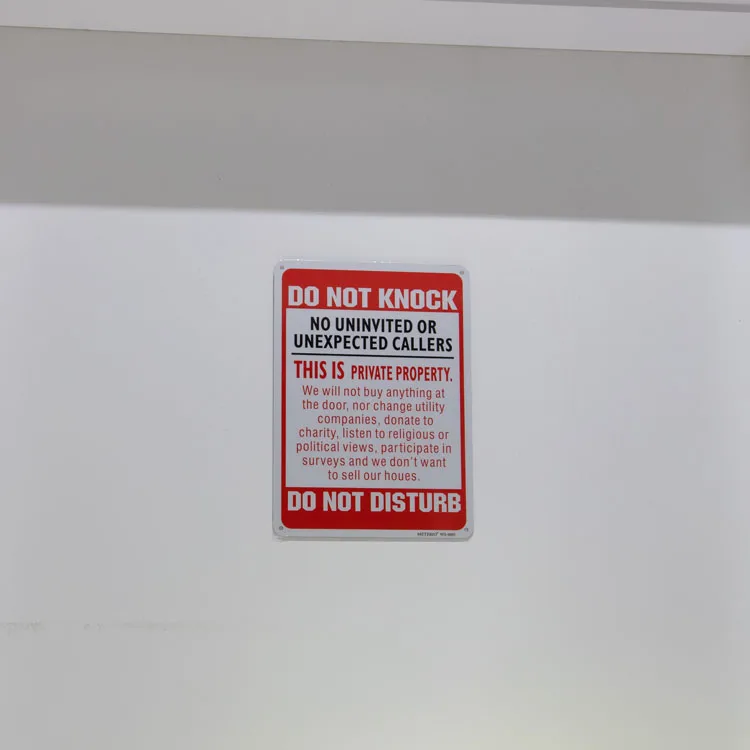 DO NOT KNOCK
NO UNINVITED OR
UNEXPECTED CALLERS
THIS IS PRIVATE PROPERTY.
We will not buy anything at
the door, nor change utility
companies, donate to
charity, listen to religious or
political views, participate in
surveys and we don't want
to sell our houes.
DO NOT DISTURB